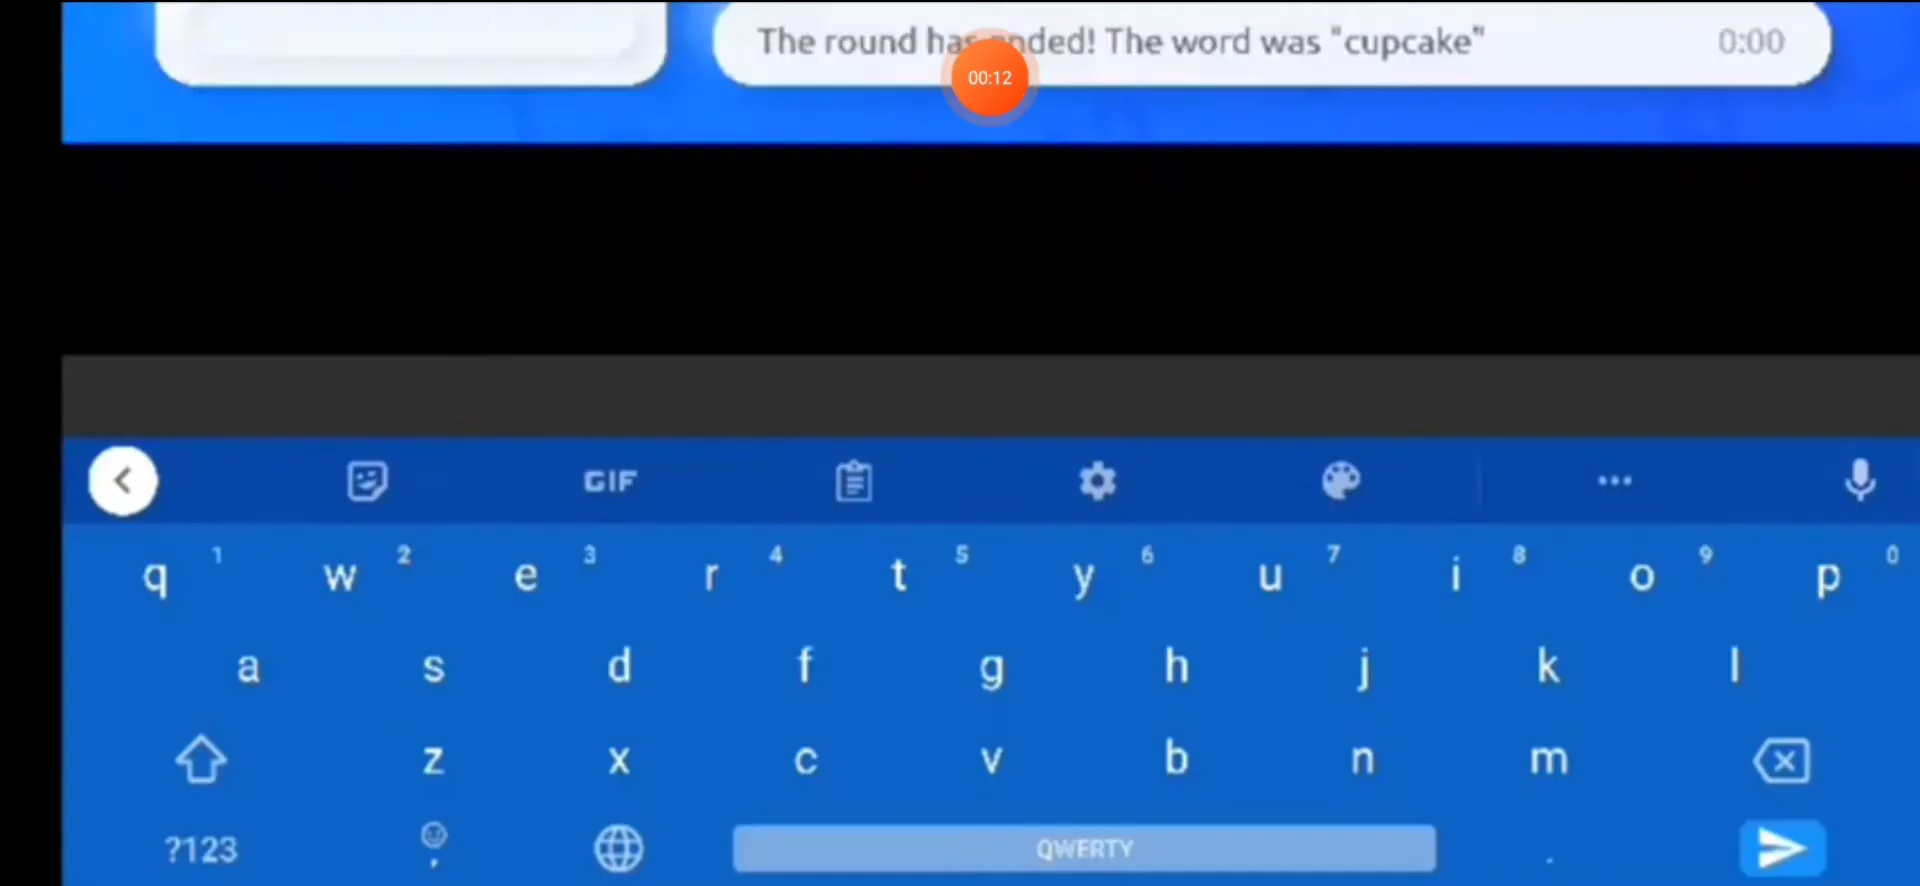 The round has ended! The word was "cupcake" 0:00
00:12
GIF
q 1 w 2 e 3 r 4 t 5 y 6 u 7 i 8 o 9 p 0
a s d f g h j k l
z x c v b n m
?123 , QWERTY .